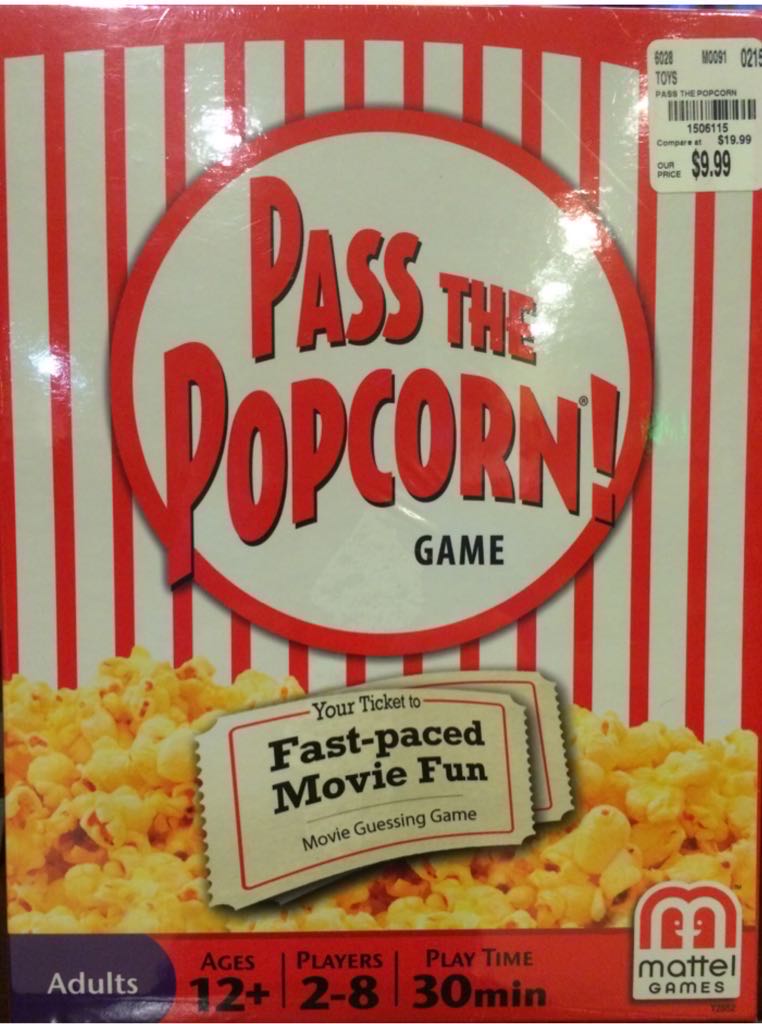 6028 M0091 0215
TOYS
PASS THE POPCORN
1506115
Compare at $19.99
OUR PRICE $9.99
PASS THE
POPCORN!®
GAME
Your Ticket to
Fast-paced
Movie Fun
Movie Guessing Game
Adults
AGES
12+
PLAYERS
2-8
PLAY TIME
30min
mattel
GAMES
™